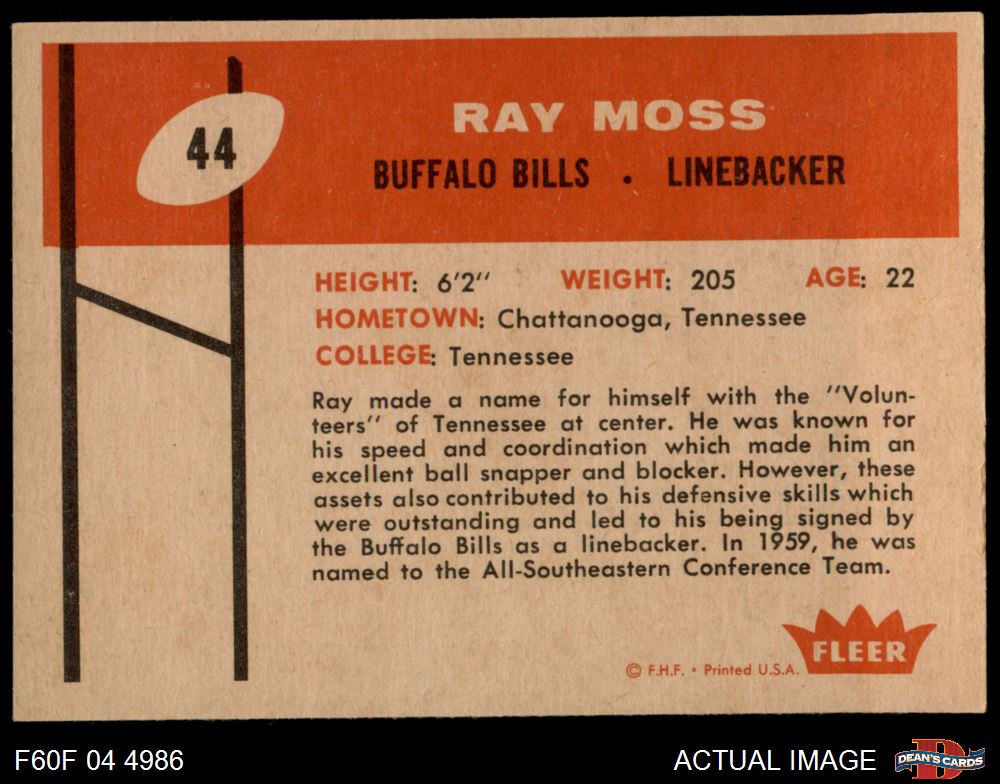 44
RAY MOSS
BUFFALO BILLS • LINEBACKER
HEIGHT: 6'2" WEIGHT: 205 AGE: 22
HOMETOWN: Chattanooga, Tennessee
COLLEGE: Tennessee
Ray made a name for himself with the "Volun-
teers" of Tennessee at center. He was known for
his speed and coordination which made him an
excellent ball snapper and blocker. However, these
assets also contributed to his defensive skills which
were outstanding and led to his being signed by
the Buffalo Bills as a linebacker. In 1959, he was
named to the All-Southeastern Conference Team.
FLEER
© F.H.F. • Printed U.S.A.
F60F 04 4986 ACTUAL IMAGE
D
DEAN'S CARDS